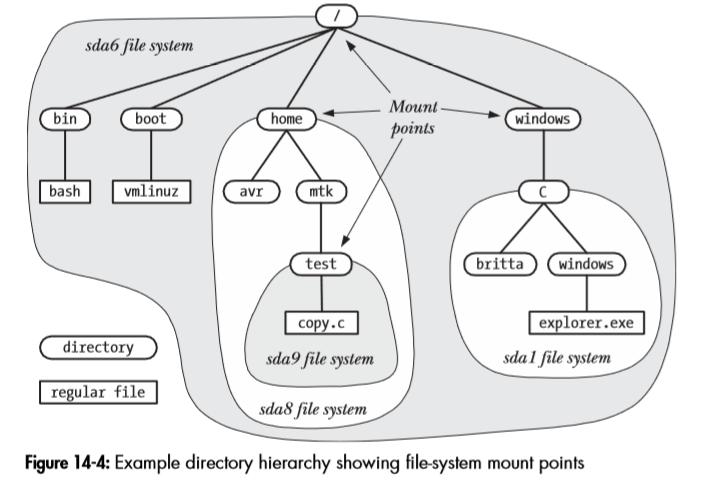 /
sda6 file system
Mount
points
bin
boot
home
windows
bash
vmlinuz
avr
mtk
C
test
britta
windows
copy.c
explorer.exe
directory
sda9 file system
sda1 file system
regular file
sda8 file system
Figure 14-4: Example directory hierarchy showing file-system mount points